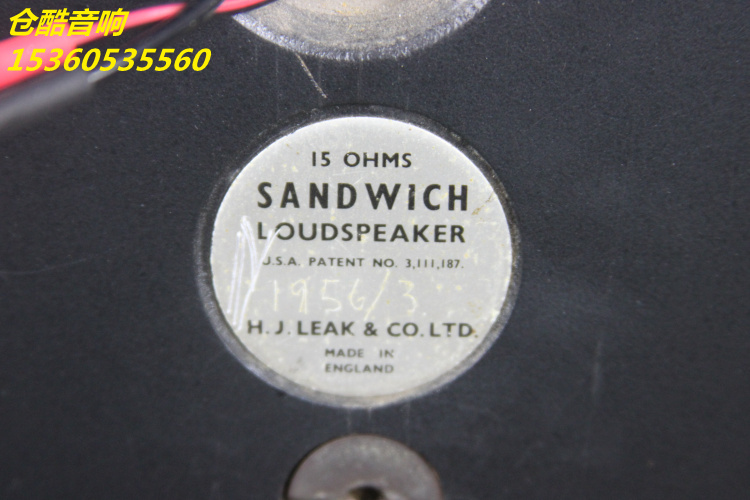 仓酷音响
15360535560
15 OHMS
SANDWICH
LOUDSPEAKER
U.S.A. PATENT NO. 3,111,187.
1956/3
H. J. LEAK & CO. LTD.
MADE IN
ENGLAND